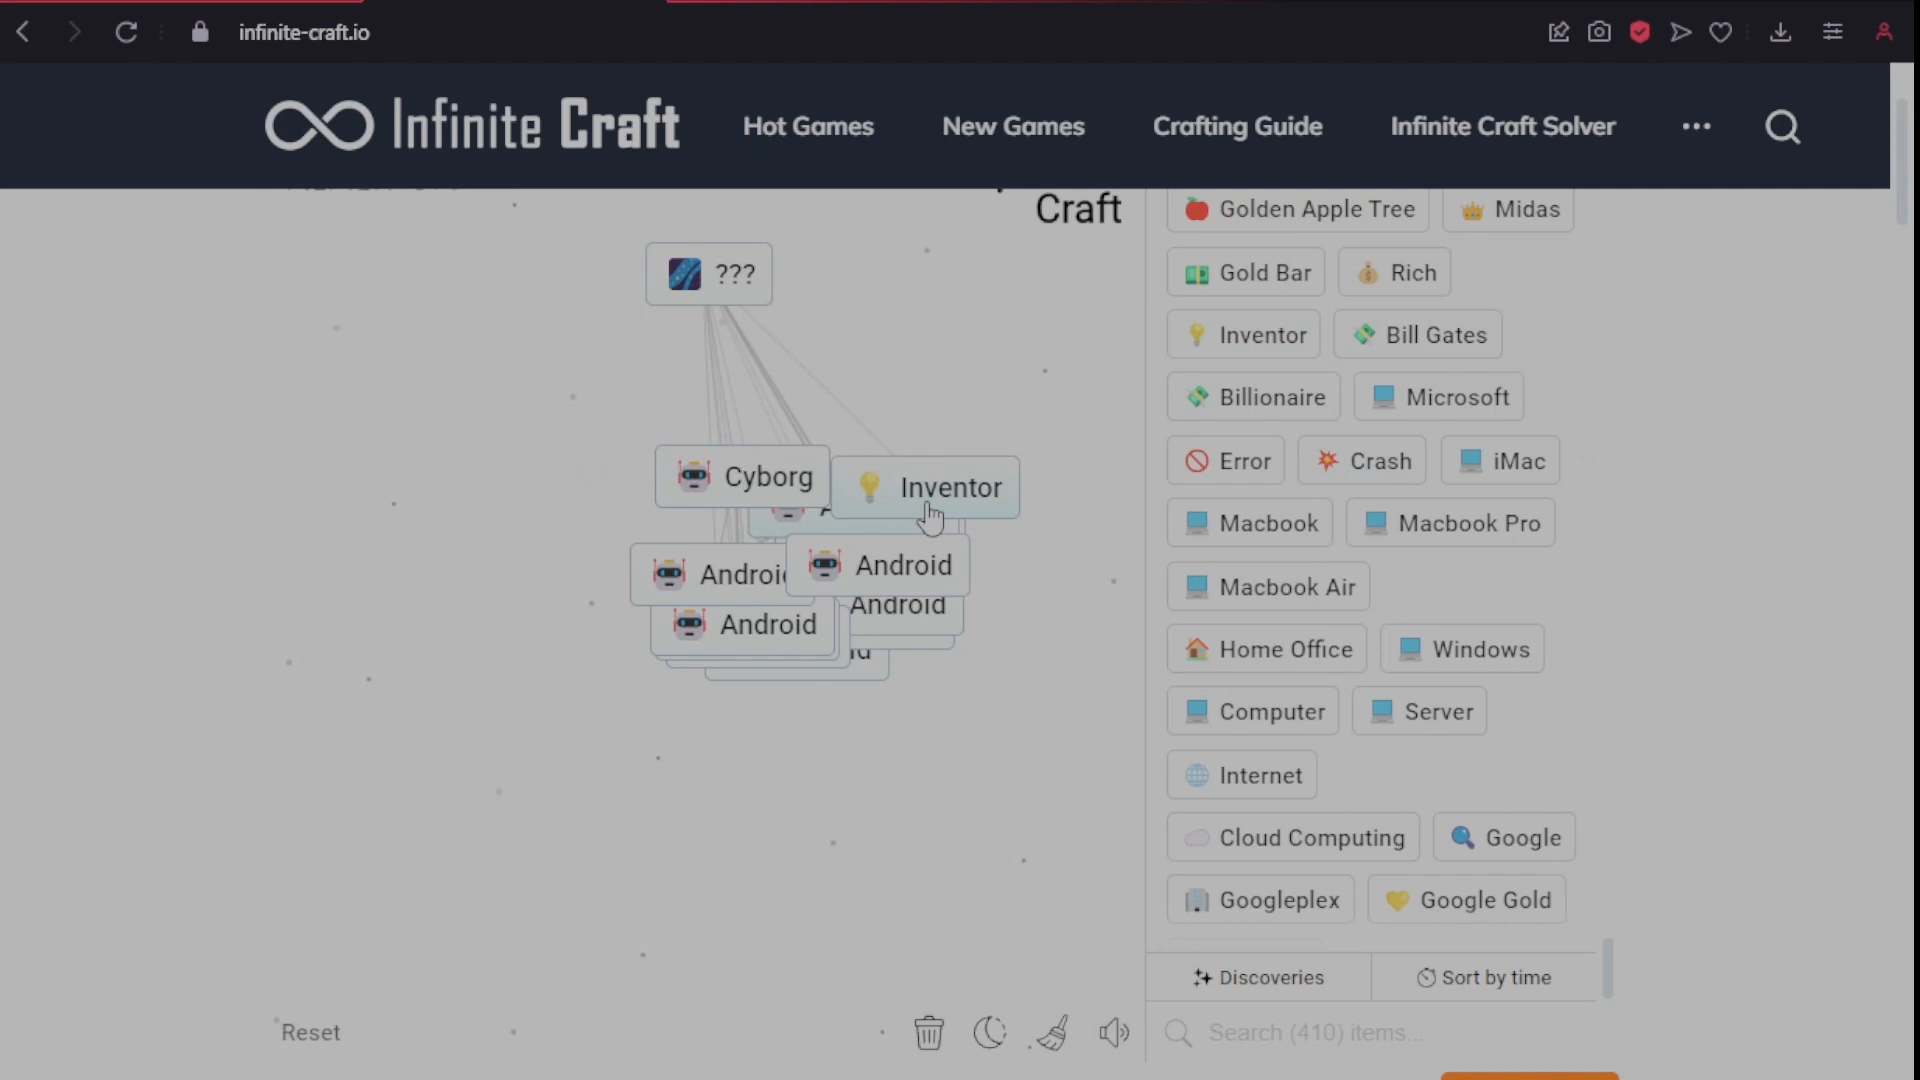 infinite-craft.io
Infinite Craft
Hot Games
New Games
Crafting Guide
Infinite Craft Solver
Craft
???
Cyborg
Inventor
Android
Android
Android
Golden Apple Tree
Midas
Gold Bar
Rich
Inventor
Bill Gates
Billionaire
Microsoft
Error
Crash
iMac
Macbook
Macbook Pro
Macbook Air
Home Office
Windows
Computer
Server
Internet
Cloud Computing
Google
Googleplex
Google Gold
Discoveries
Sort by time
Reset
Search (410) items...